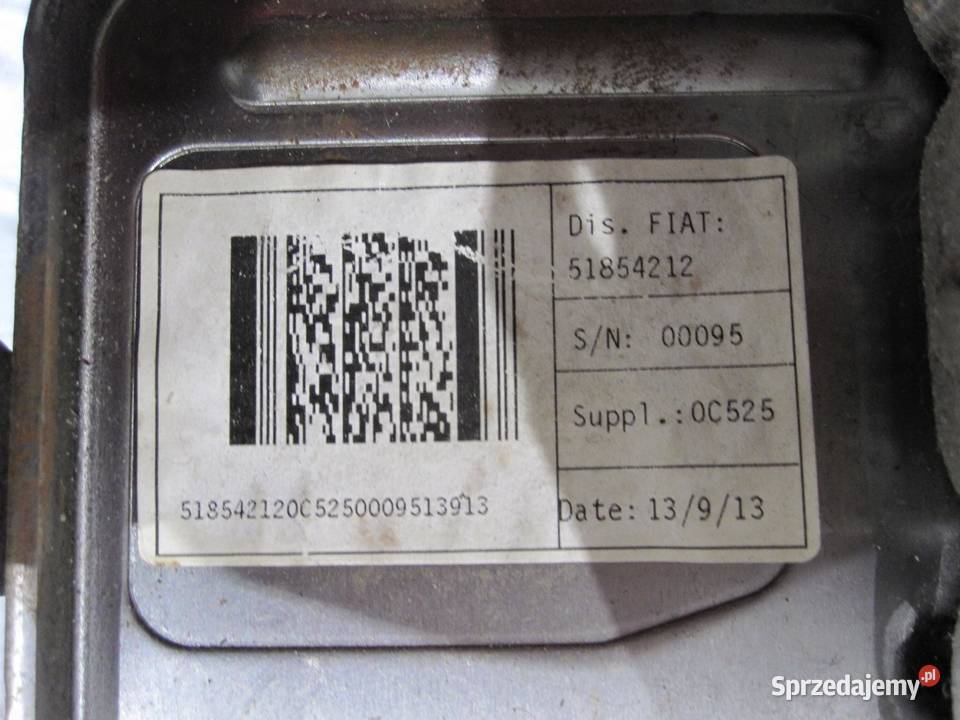 Dis. FIAT:
51854212
S/N: 00095
Suppl.:0C525
Date: 13/9/13
518542120C5250009513913
Sprzedajemy.pl